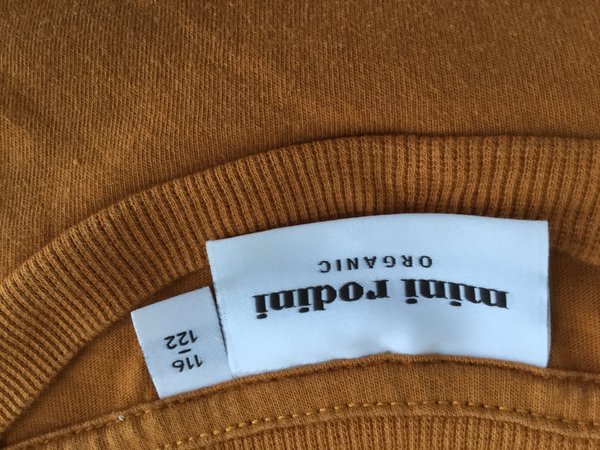 mini rodini
ORGANIC
116
–
122